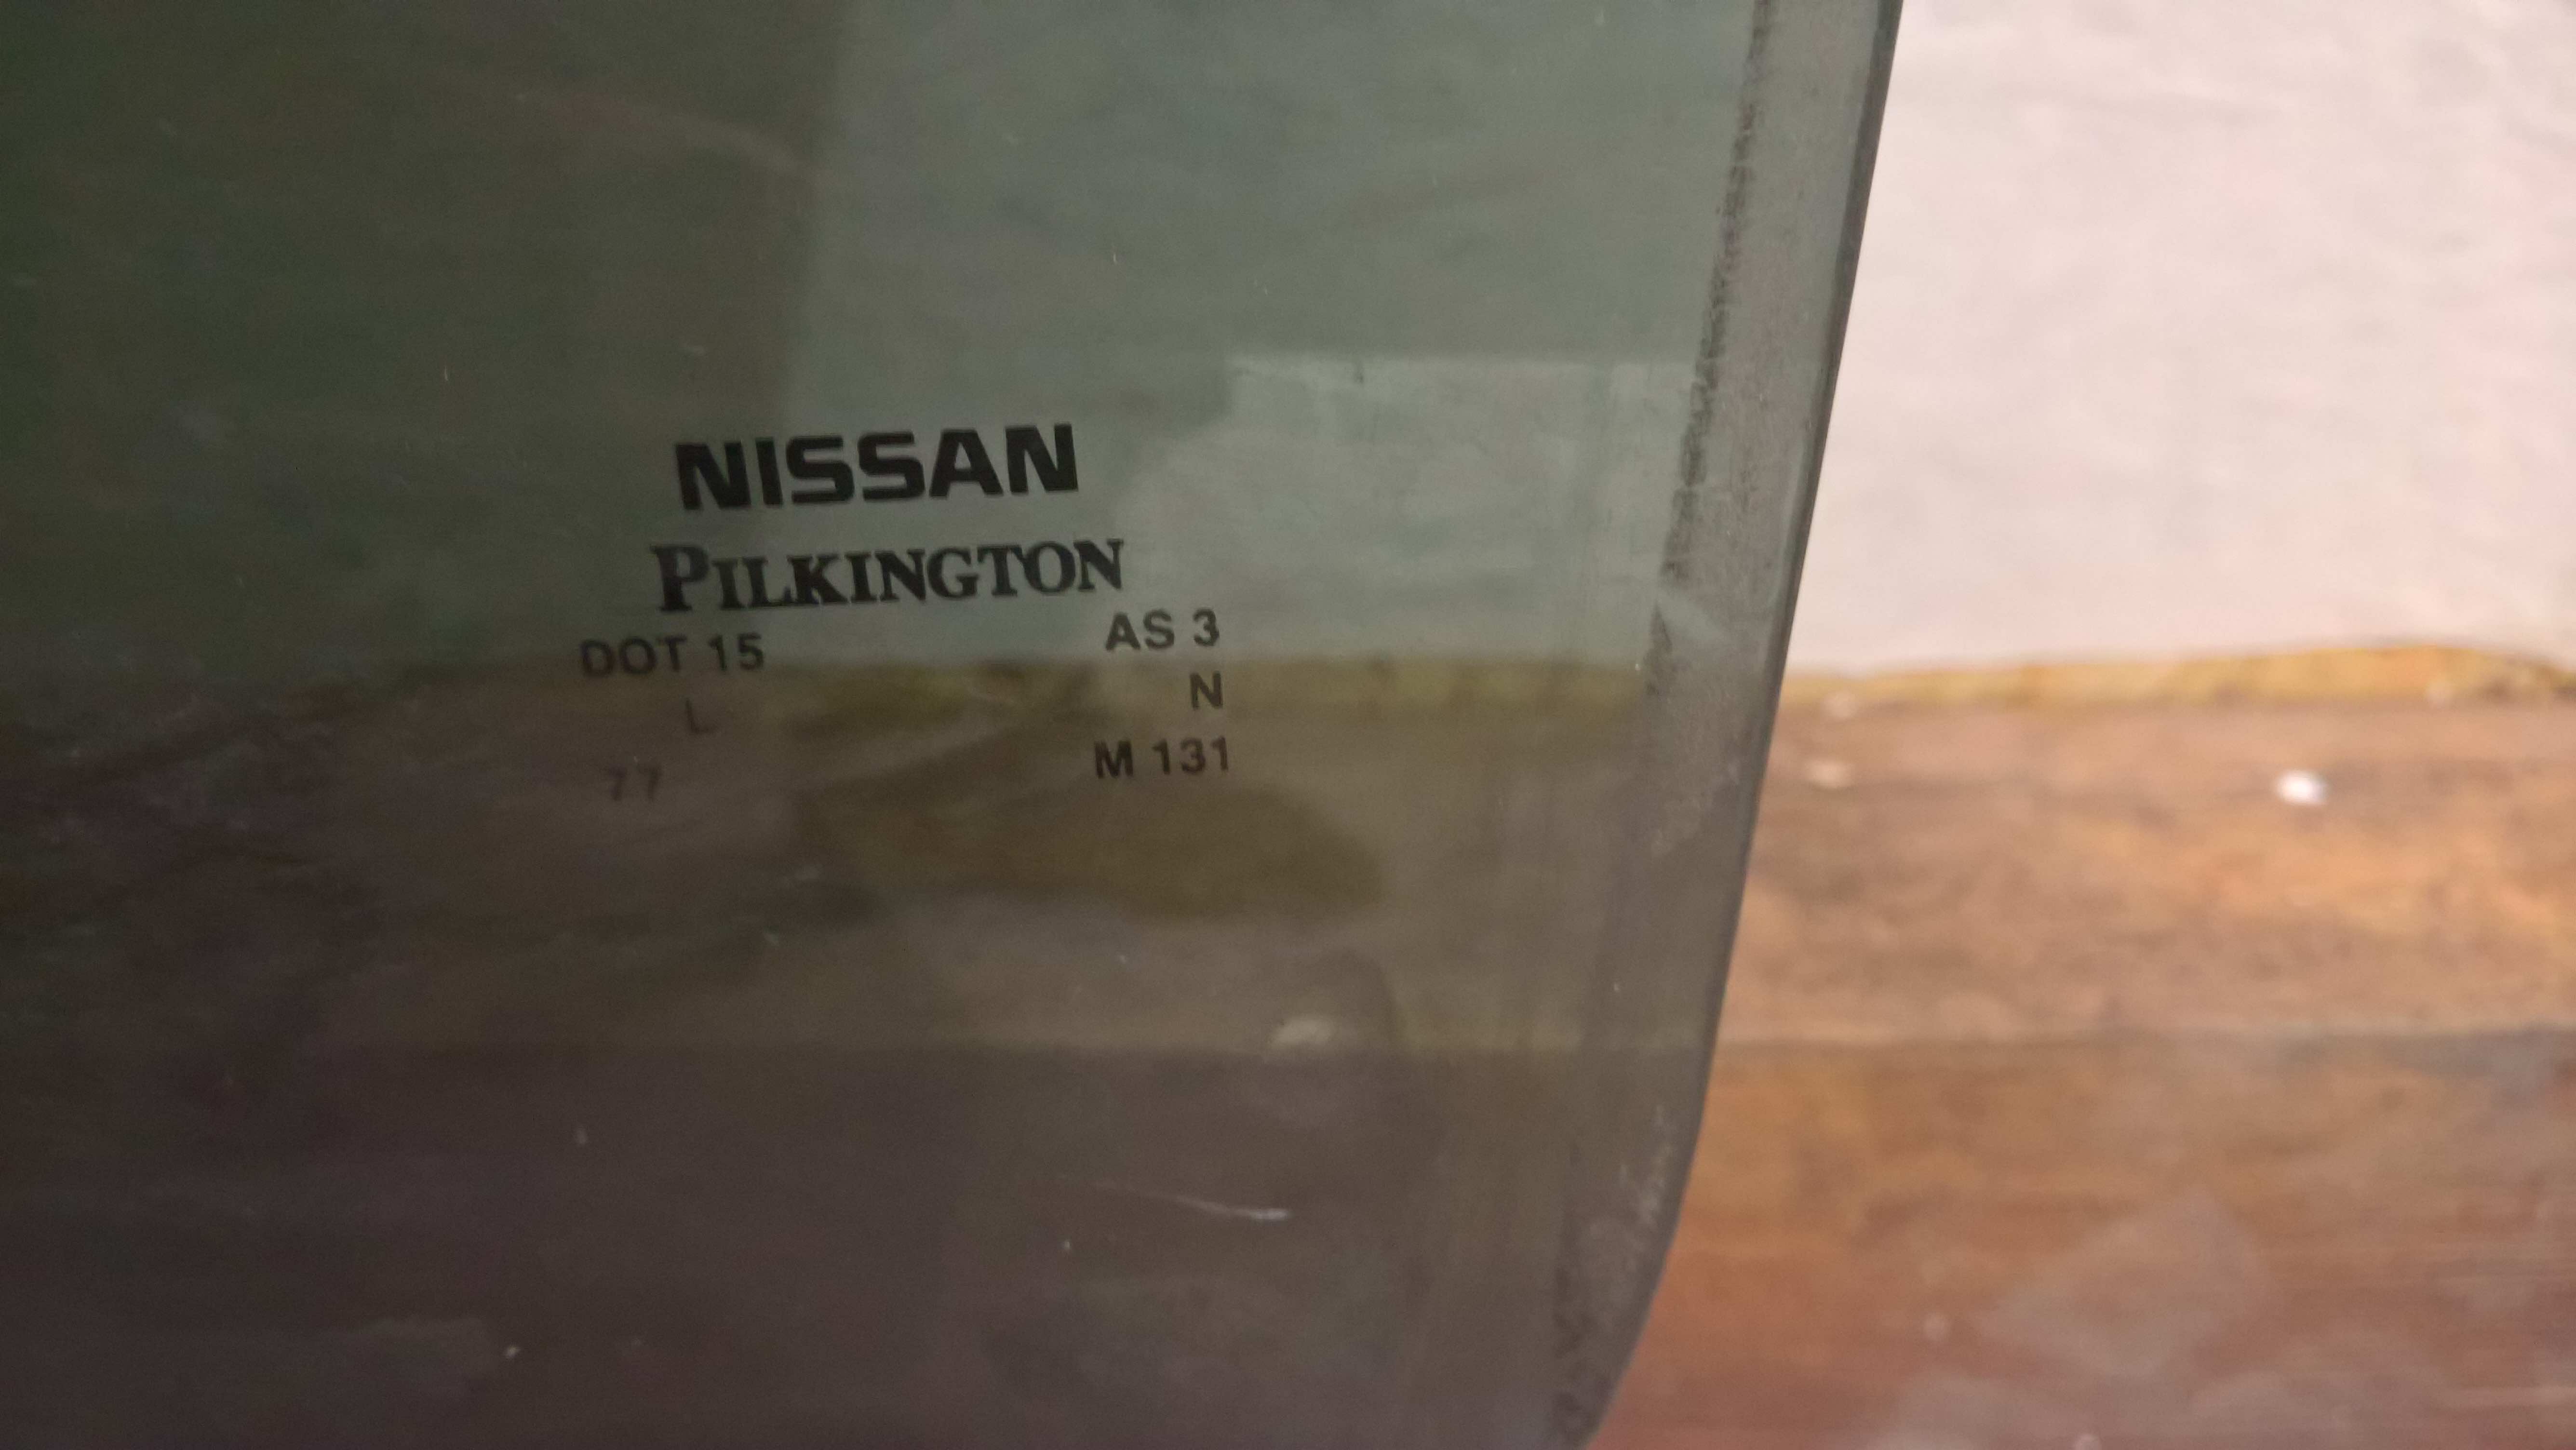 NISSAN
PILKINGTON
DOT 15 AS 3
L N
77 M 131